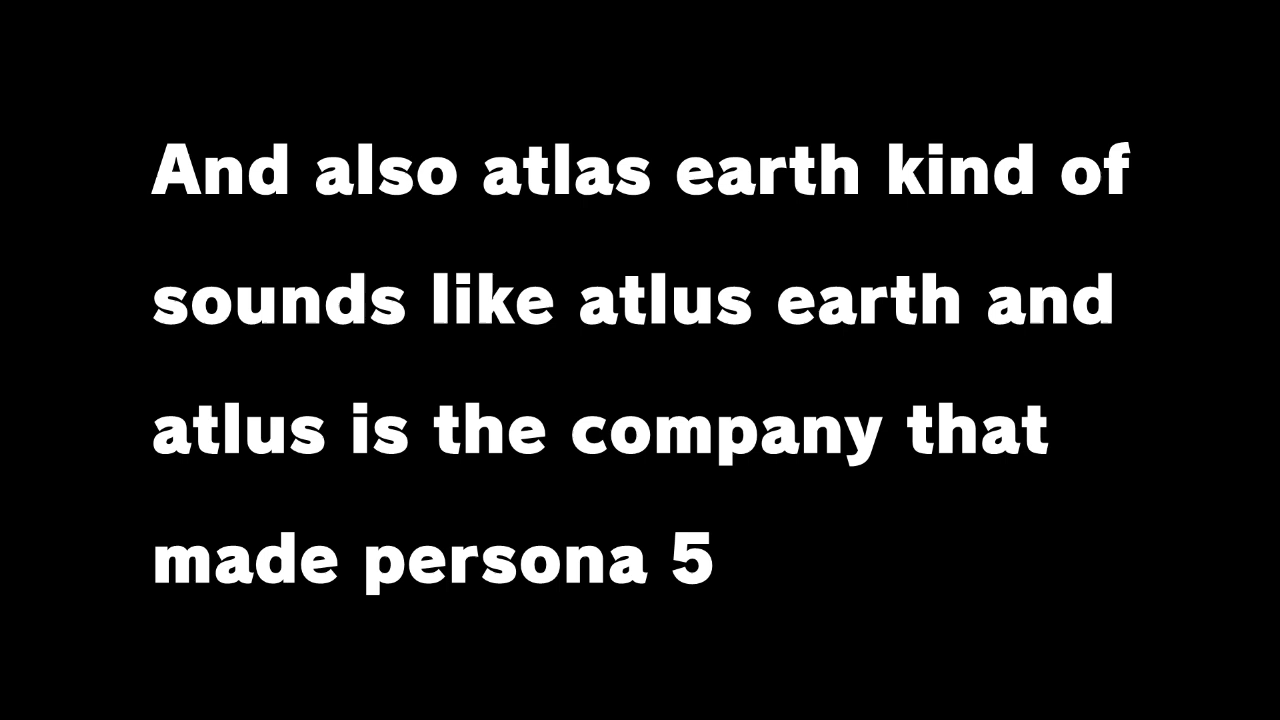 And also atlas earth kind of
sounds like atlus earth and
atlus is the company that
made persona 5